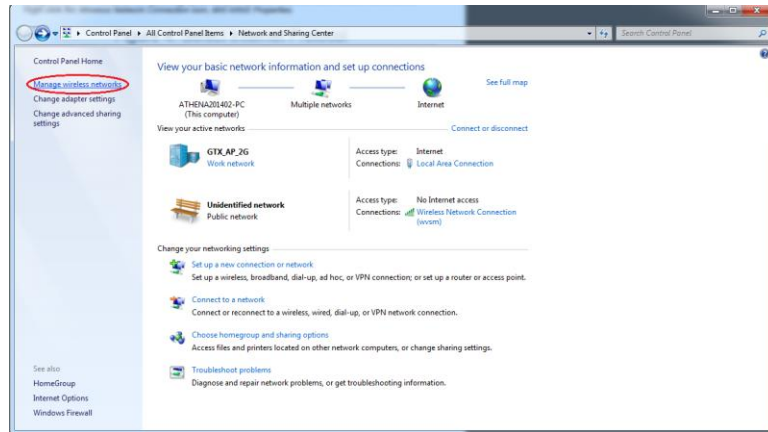 Control Panel ▸ All Control Panel Items ▸ Network and Sharing Center
Search Control Panel
Control Panel Home
Manage wireless networks
Change adapter settings
Change advanced sharing
settings
View your basic network information and set up connections
See full map
ATHENA201402-PC
(This computer)
Multiple networks
Internet
View your active networks
Connect or disconnect
GTX_AP_2G
Work network
Access type: Internet
Connections: Local Area Connection
Unidentified network
Public network
Access type: No Internet access
Connections: Wireless Network Connection
(wvsm)
Change your networking settings
Set up a new connection or network
Set up a wireless, broadband, dial-up, ad hoc, or VPN connection; or set up a router or access point.
Connect to a network
Connect or reconnect to a wireless, wired, dial-up, or VPN network connection.
Choose homegroup and sharing options
Access files and printers located on other network computers, or change sharing settings.
Troubleshoot problems
Diagnose and repair network problems, or get troubleshooting information.
See also
HomeGroup
Internet Options
Windows Firewall